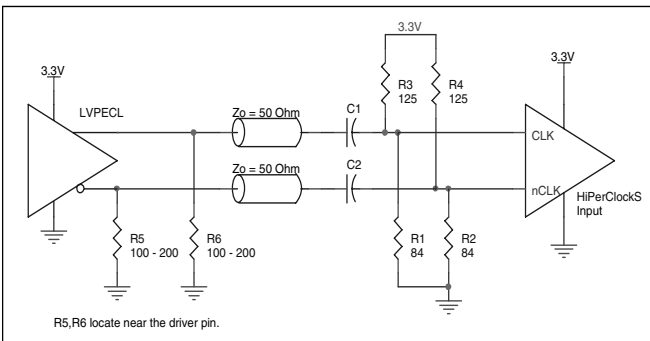 3.3V
3.3V
3.3V
LVPECL
R3
125
R4
125
C1
Zo = 50 Ohm
CLK
C2
Zo = 50 Ohm
nCLK
HiPerClockS
Input
R5
100 - 200
R6
100 - 200
R1
84
R2
84
R5,R6 locate near the driver pin.